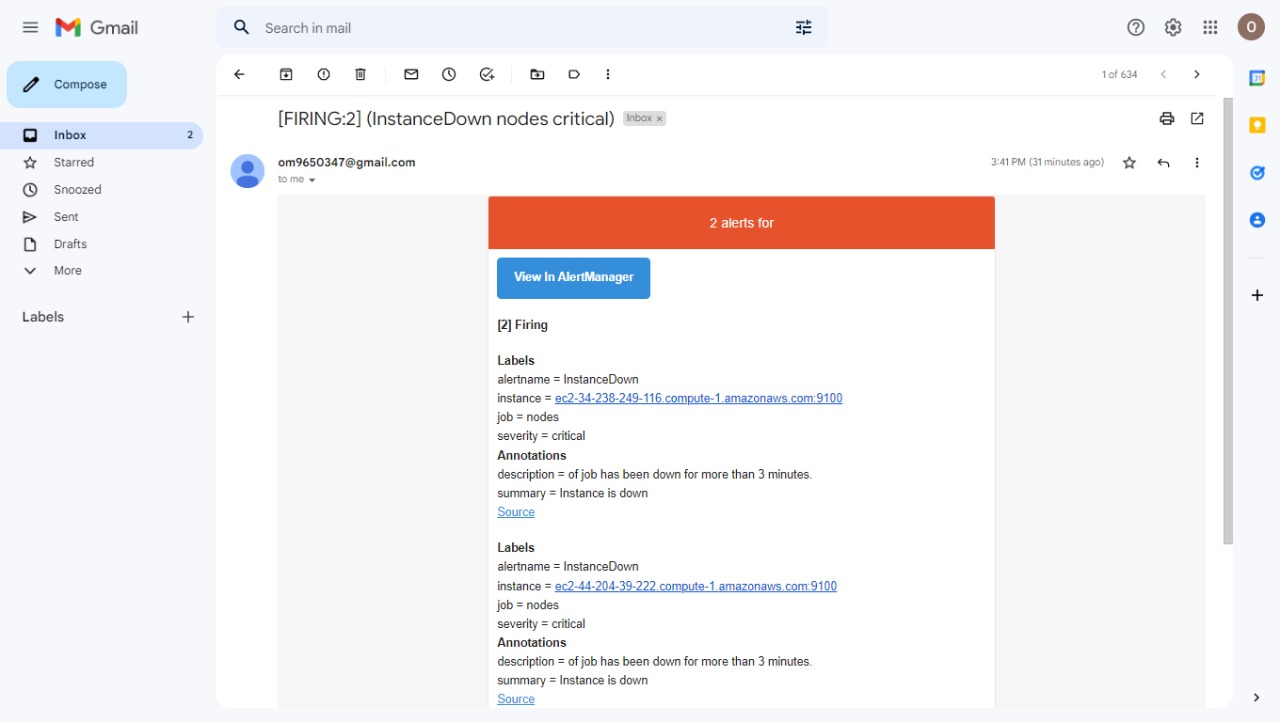 Gmail
Search in mail
O
Compose
1 of 634
Inbox 2
Starred
Snoozed
Sent
Drafts
More
Labels
[FIRING:2] (InstanceDown nodes critical) Inbox ×
om9650347@gmail.com 3:41 PM (31 minutes ago)
to me
31
2 alerts for
View In AlertManager
[2] Firing
Labels
alertname = InstanceDown
instance = ec2-34-238-249-116.compute-1.amazonaws.com:9100
job = nodes
severity = critical
Annotations
description = of job has been down for more than 3 minutes.
summary = Instance is down
Source
Labels
alertname = InstanceDown
instance = ec2-44-204-39-222.compute-1.amazonaws.com:9100
job = nodes
severity = critical
Annotations
description = of job has been down for more than 3 minutes.
summary = Instance is down
Source